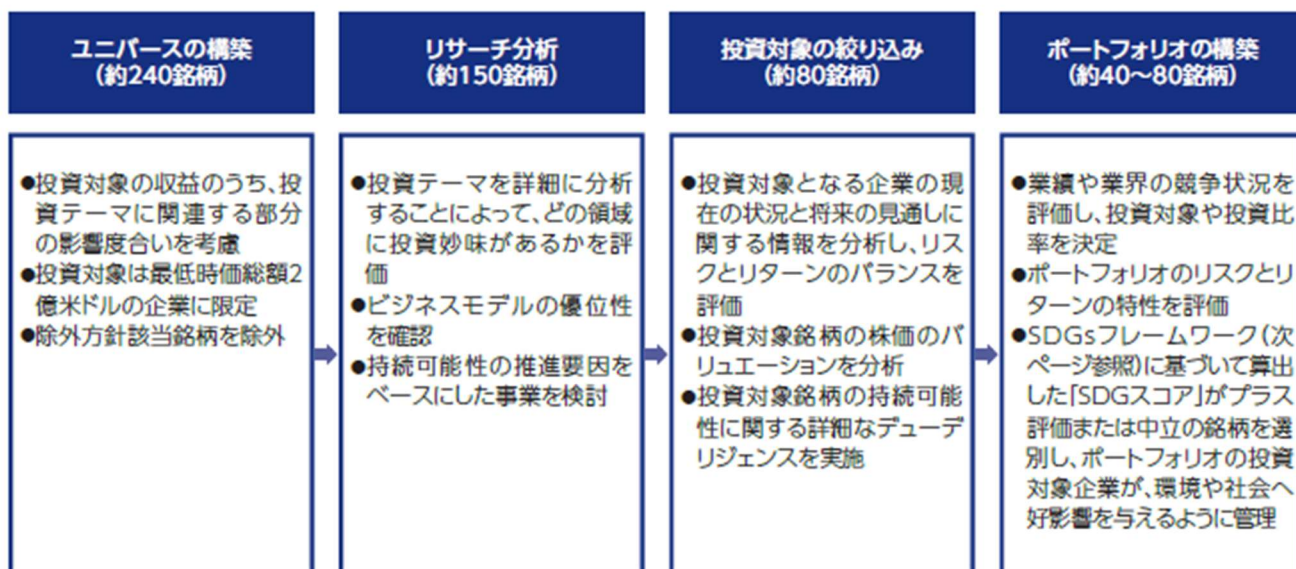 ユニバースの構築
(約240銘柄)
●投資対象の収益のうち、投
資テーマに関連する部分
の影響度合いを考慮
●投資対象は最低時価総額2
億米ドルの企業に限定
●除外方針該当銘柄を除外
リサーチ分析
(約150銘柄)
●投資テーマを詳細に分析
することによって、どの領域
に投資妙味があるかを評
価
●ビジネスモデルの優位性
を確認
●持続可能性の推進要因を
ベースにした事業を検討
投資対象の絞り込み
(約80銘柄)
●投資対象となる企業の現
在の状況と将来の見通しに
関する情報を分析し、リス
クとリターンのバランスを
評価
●投資対象銘柄の株価のバ
リュエーションを分析
●投資対象銘柄の持続可能
性に関する詳細なデューデ
リジェンスを実施
ポートフォリオの構築
(約40～80銘柄)
●業績や業界の競争状況を
評価し、投資対象や投資比
率を決定
●ポートフォリオのリスクとリ
ターンの特性を評価
●SDGsフレームワーク(次
ページ参照)に基づいて算出
した「SDGスコア」がプラス
評価または中立の銘柄を選
別し、ポートフォリオの投資
対象企業が、環境や社会へ
好影響を与えるように管理